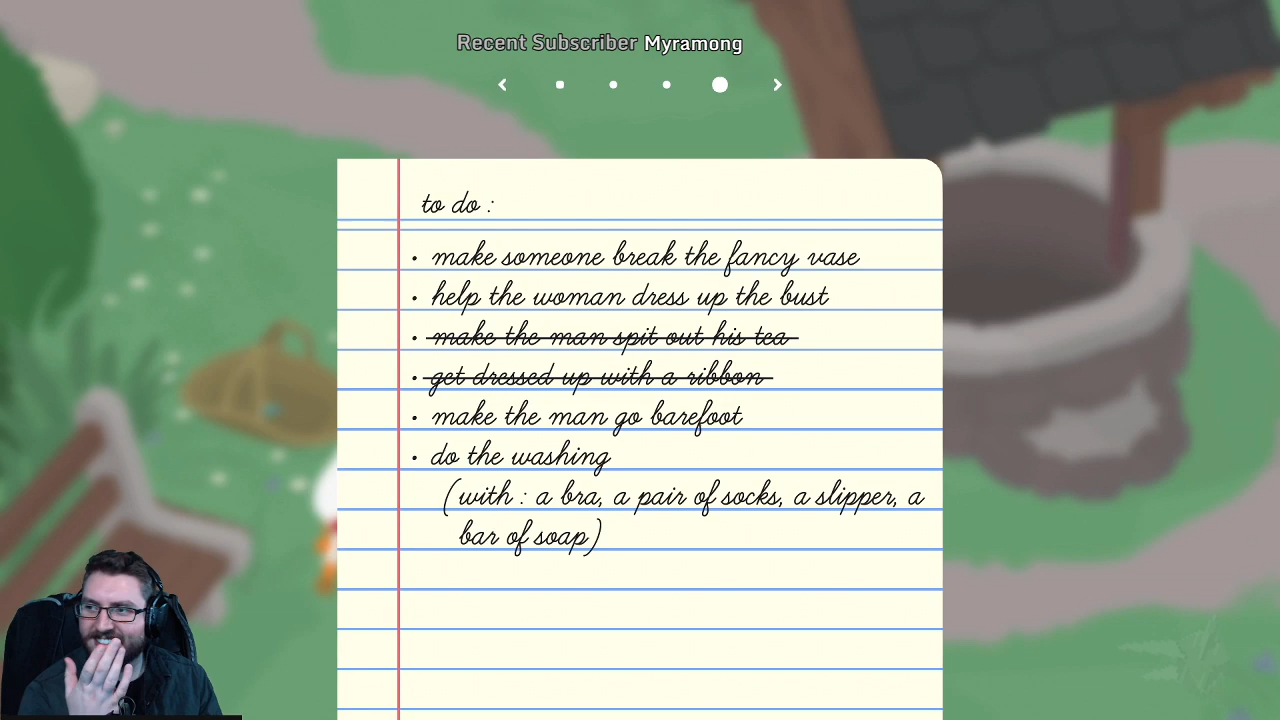 Recent Subscriber Myramong
to do :
• make someone break the fancy vase
• help the woman dress up the bust
• make the man spit out his tea
• get dressed up with a ribbon
• make the man go barefoot
• do the washing
(with : a bra, a pair of socks, a slipper, a
bar of soap)